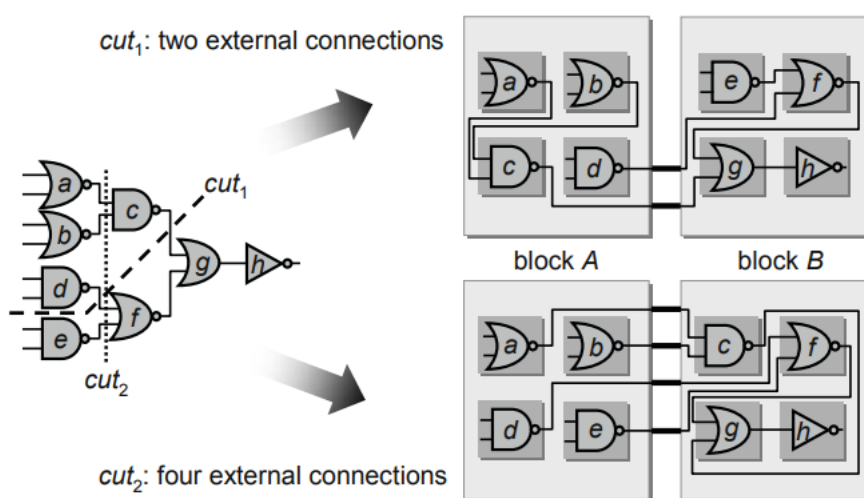 cut1: two external connections
a
b
c
d
e
f
g
h
cut1
cut2
a b e f
c d g h
block A block B
a b c f
d e g h
cut2: four external connections